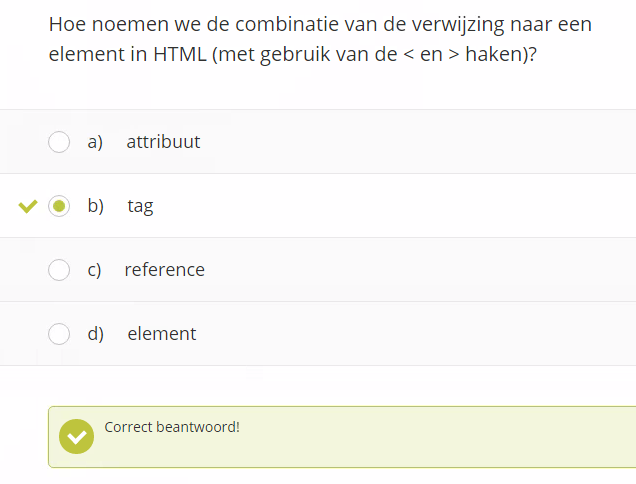 Hoe noemen we de combinatie van de verwijzing naar een
element in HTML (met gebruik van de < en > haken)?
a) attribuut
b) tag
c) reference
d) element
Correct beantwoord!